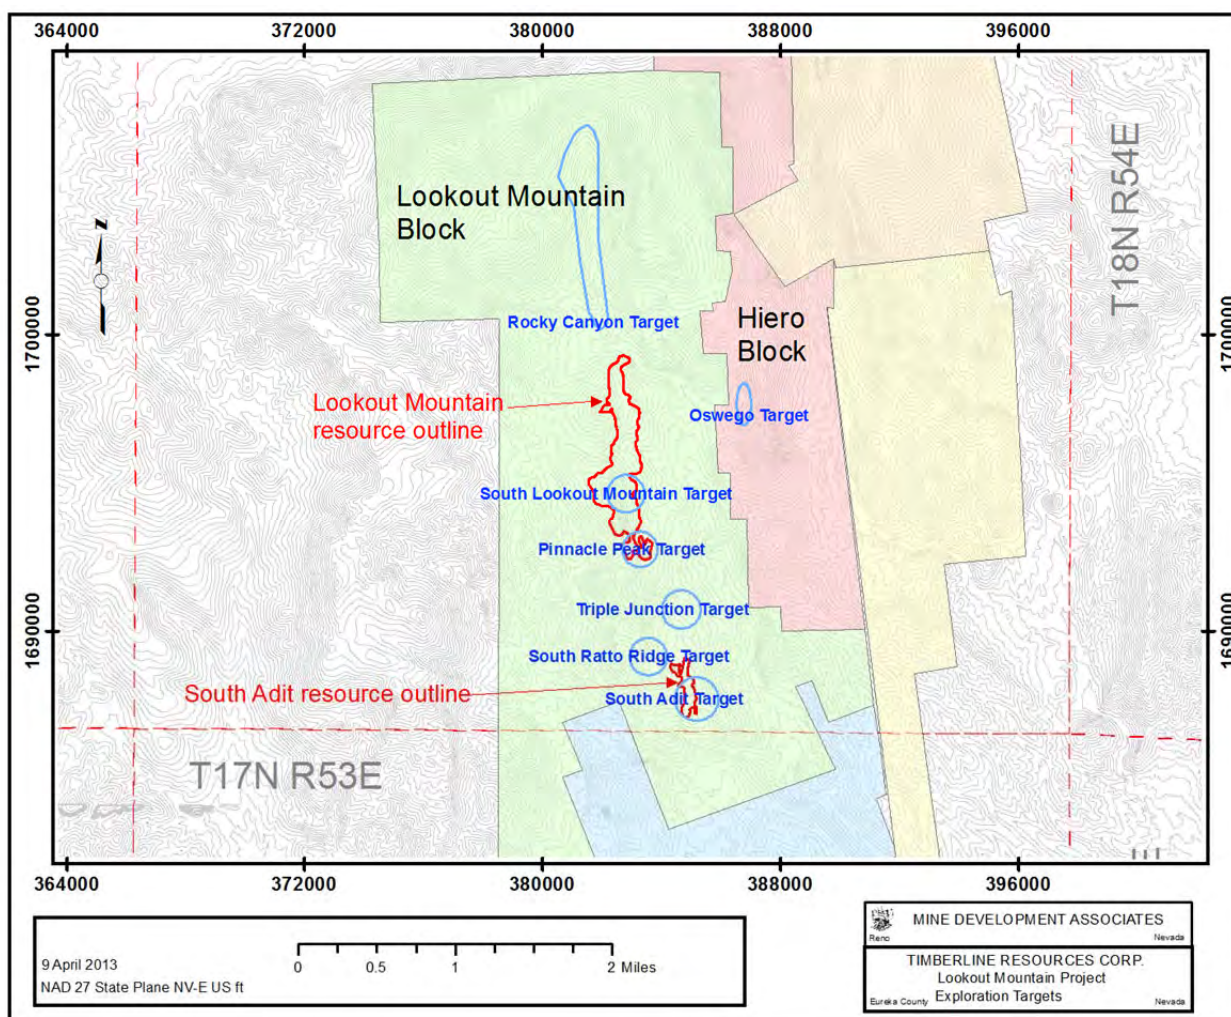 364000 372000 380000 388000 396000
T18N R54E
Lookout Mountain
Block
z
1700000
1700000
Rocky Canyon Target
Hiero
Block
Lookout Mountain
resource outline
Oswego Target
South Lookout Mountain Target
Pinnacle Peak Target
Triple Junction Target
1690000
1690000
South Ratto Ridge Target
South Adit resource outline
South Adit Target
T17N R53E
364000 372000 380000 388000 396000
9 April 2013
NAD 27 State Plane NV-E US ft
0 0.5 1 2 Miles
MINE DEVELOPMENT ASSOCIATES
Reno Nevada
TIMBERLINE RESOURCES CORP.
Lookout Mountain Project
Exploration Targets
Eureka County Nevada